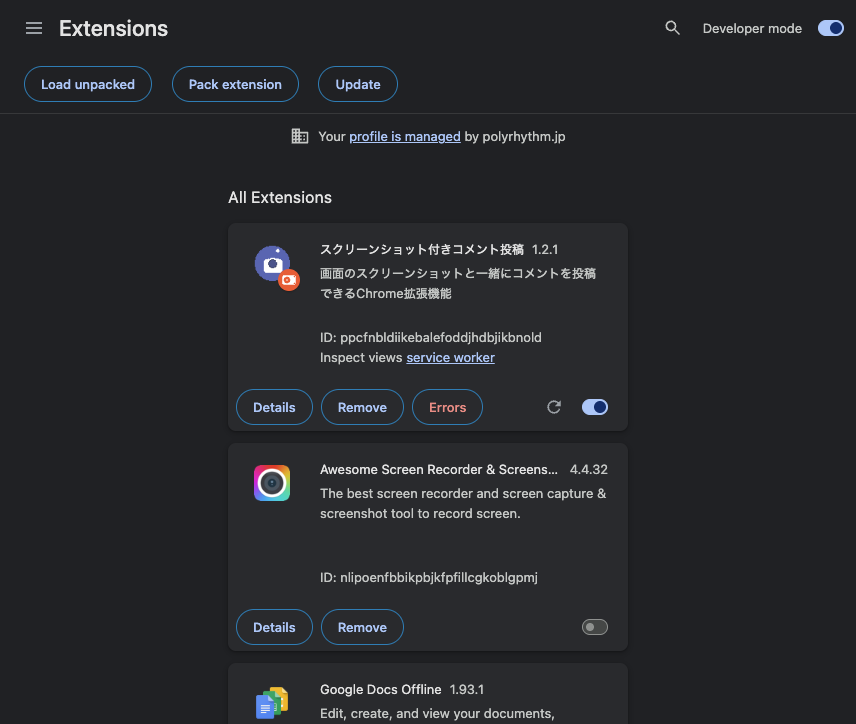 Extensions
Developer mode
Load unpacked
Pack extension
Update
Your profile is managed by polyrhythm.jp
All Extensions
スクリーンショット付きコメント投稿 1.2.1
画面のスクリーンショットと一緒にコメントを投稿
できるChrome拡張機能
ID: ppcfnbldiikebalefoddjhdbjikbnold
Inspect views service worker
Details
Remove
Errors
Awesome Screen Recorder & Screens... 4.4.32
The best screen recorder and screen capture &
screenshot tool to record screen.
ID: nlipoenfbbikpbjkfpfillcgkoblgpmj
Details
Remove
Google Docs Offline 1.93.1
Edit, create, and view your documents,